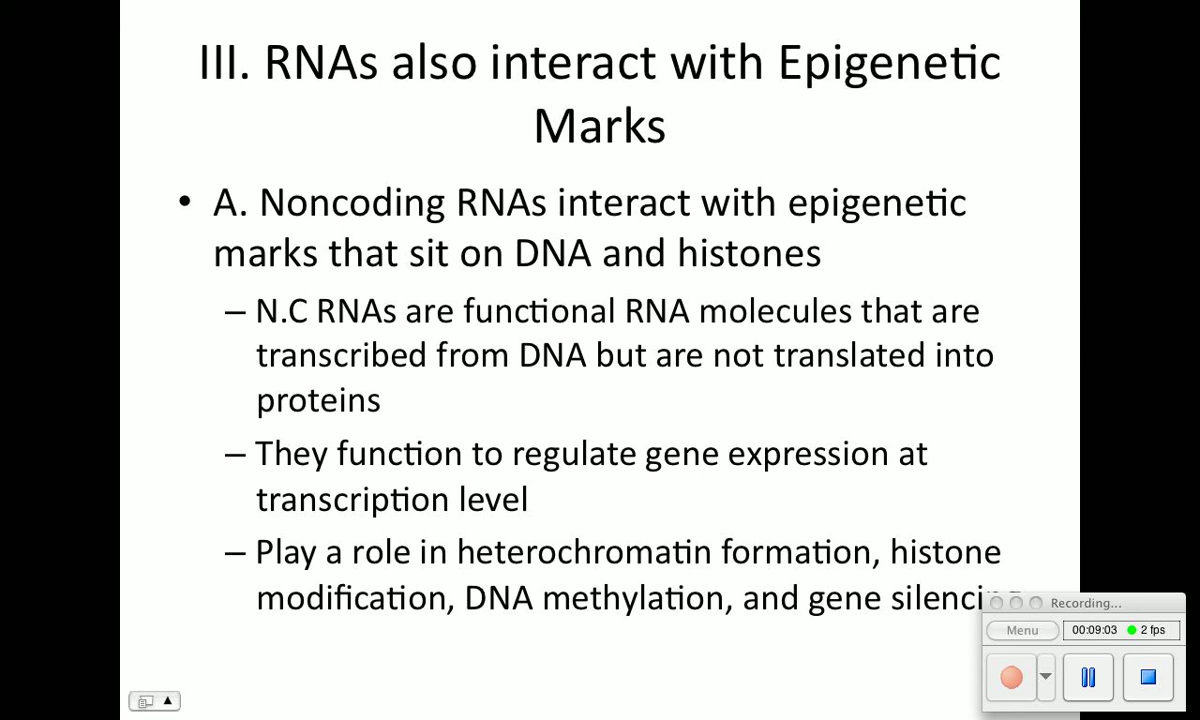 III. RNAs also interact with Epigenetic
Marks
• A. Noncoding RNAs interact with epigenetic
marks that sit on DNA and histones
– N.C RNAs are functional RNA molecules that are
transcribed from DNA but are not translated into
proteins
– They function to regulate gene expression at
transcription level
– Play a role in heterochromatin formation, histone
modification, DNA methylation, and gene
Recording...
Menu
00:09:03 2 fps